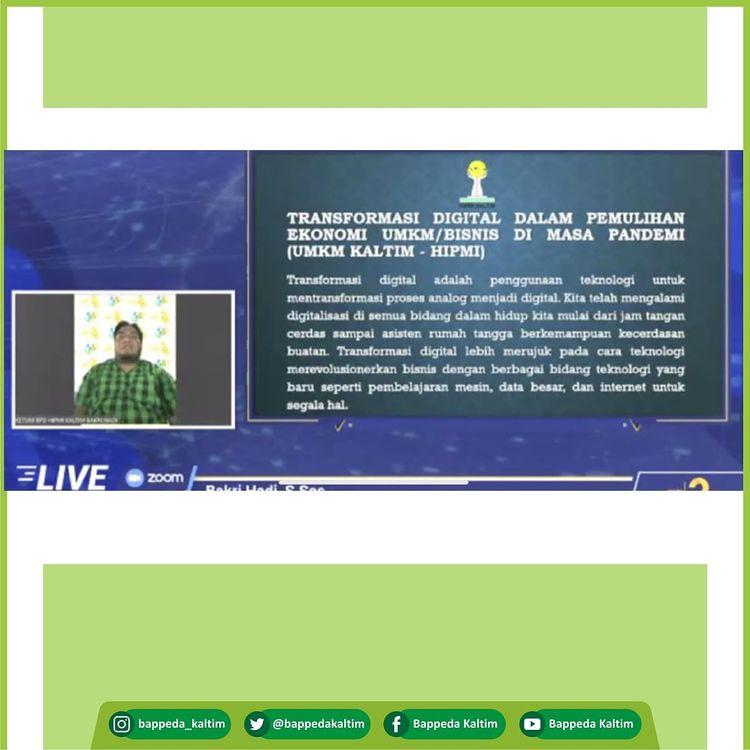 TRANSFORMASI DIGITAL DALAM PEMULIHAN
EKONOMI UMKM/BISNIS DI MASA PANDEMI
(UMKM KALTIM - HIPMI)
Transformasi digital adalah penggunaan teknologi untuk
mentransformasi proses analog menjadi digital. Kita telah mengalami
digitalisasi di semua bidang dalam hidup kita mulai dari jam tangan
cerdas sampai asisten rumah tangga berkemampuan kecerdasan
buatan. Transformasi digital lebih merujuk pada cara teknologi
merevolusionerkan bisnis dengan berbagai bidang teknologi yang
baru seperti pembelajaran mesin, data besar, dan internet untuk
segala hal.
KETUM BPD HIPMI KALTIM BAKRI HADI
LIVE
zoom
Bakri Hadi, S.Sos
bappeda_kaltim
@bappedakaltim
Bappeda Kaltim
Bappeda Kaltim